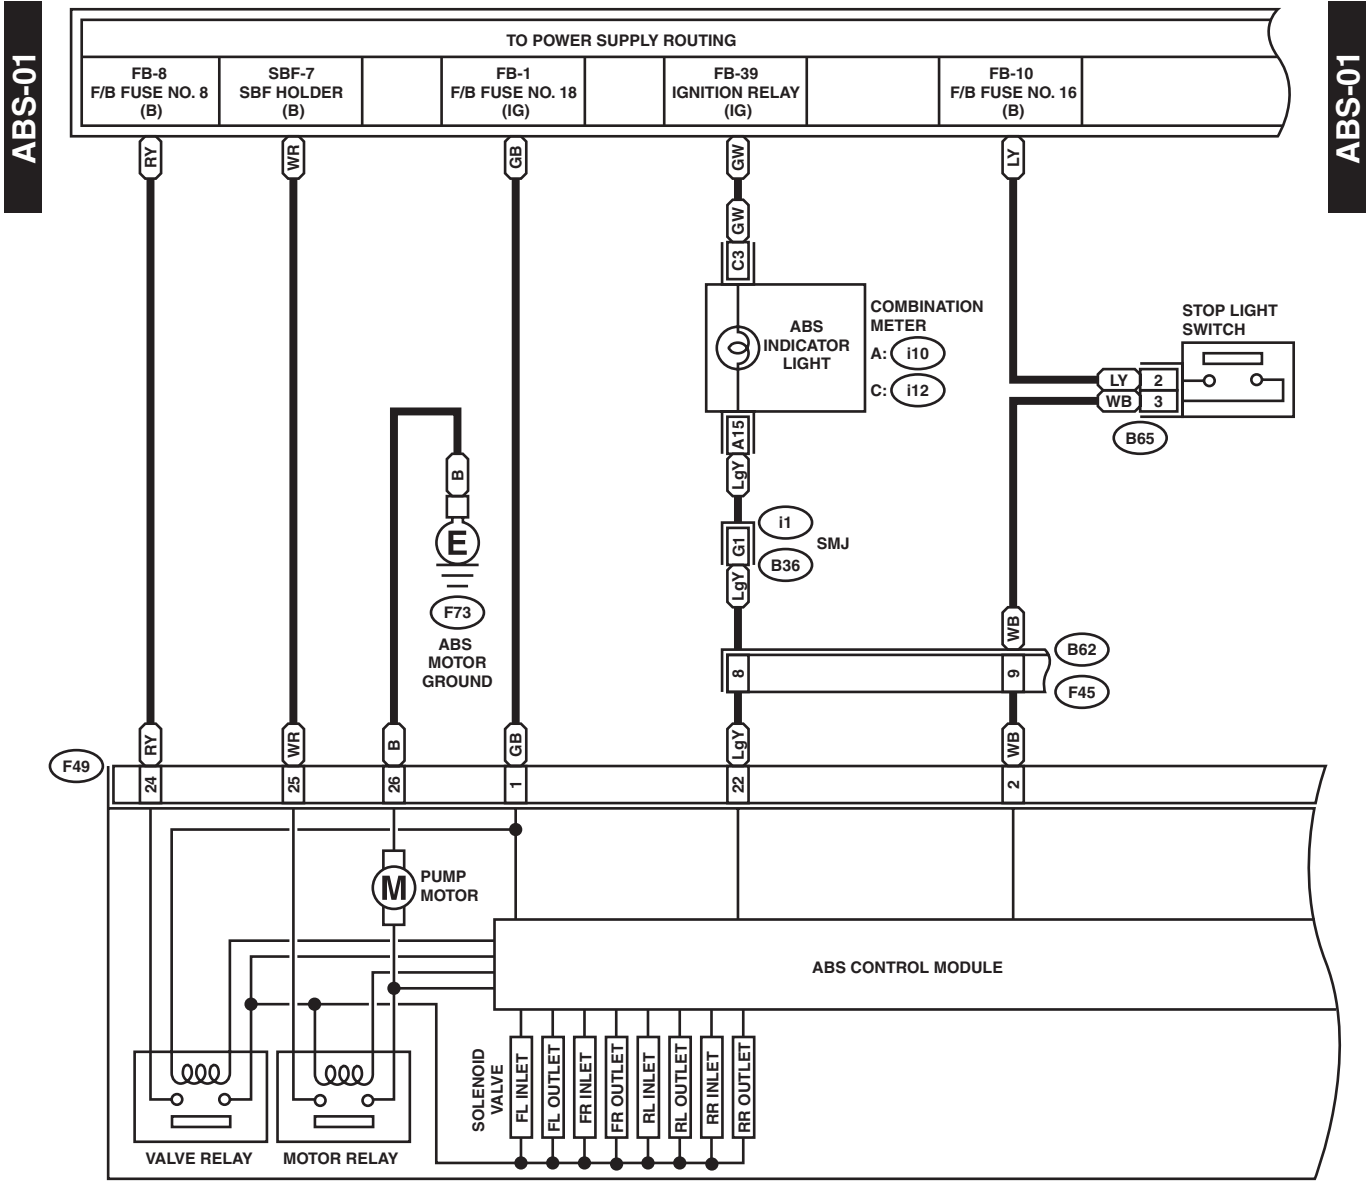 ABS-01
ABS-01
TO POWER SUPPLY ROUTING
FB-8
F/B FUSE NO. 8
(B)
SBF-7
SBF HOLDER
(B)
FB-1
F/B FUSE NO. 18
(IG)
FB-39
IGNITION RELAY
(IG)
FB-10
F/B FUSE NO. 16
(B)
RY
WR
GB
GW
LY
GW
C3
ABS
INDICATOR
LIGHT
COMBINATION
METER
A: i10
C: i12
STOP LIGHT
SWITCH
LY 2
WB 3
B65
A15
LgY
B
E
F73
ABS
MOTOR
GROUND
i1
G1
SMJ
B36
LgY
WB
B62
8
9
F45
RY
WR
B
GB
LgY
WB
F49
24
25
26
1
22
2
M
PUMP
MOTOR
ABS CONTROL MODULE
SOLENOID
VALVE
FL INLET
FL OUTLET
FR INLET
FR OUTLET
RL INLET
RL OUTLET
RR INLET
RR OUTLET
VALVE RELAY
MOTOR RELAY